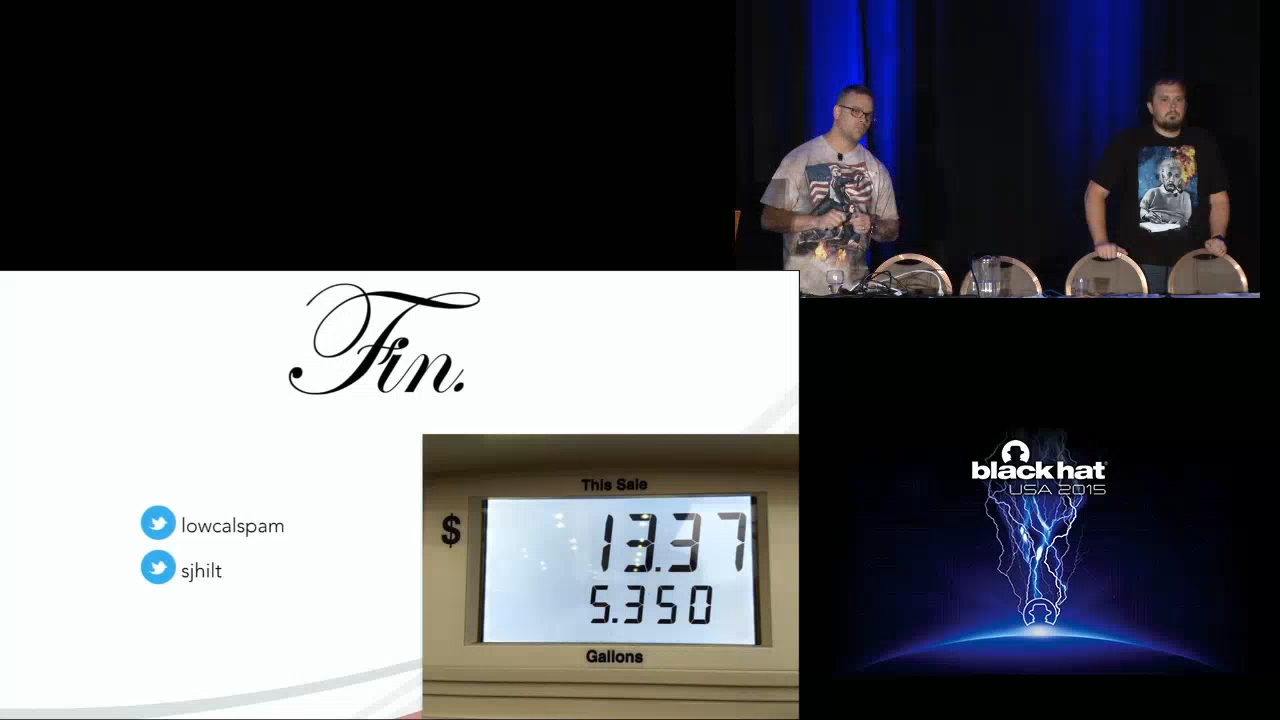 Fin.
lowcalspam
sjhilt
This Sale
$ 13.37
5.350
Gallons
black hat
USA 2015